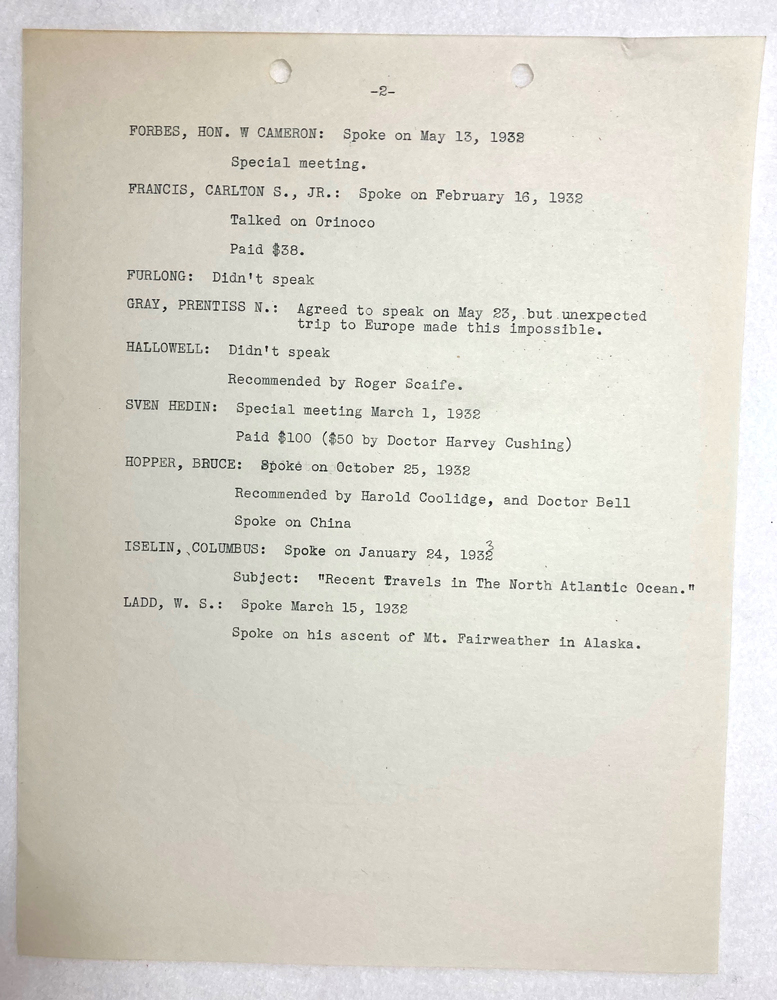 -2-
FORBES, HON. W CAMERON: Spoke on May 13, 1932
Special meeting.
FRANCIS, CARLTON S., JR.: Spoke on February 16, 1932
Talked on Orinoco
Paid $38.
FURLONG: Didn't speak
GRAY, PRENTISS N.: Agreed to speak on May 23, but unexpected
trip to Europe made this impossible.
HALLOWELL: Didn't speak
Recommended by Roger Scaife.
SVEN HEDIN: Special meeting March 1, 1932
Paid $100 ($50 by Doctor Harvey Cushing)
HOPPER, BRUCE: Spoke on October 25, 1932
Recommended by Harold Coolidge, and Doctor Bell
Spoke on China
ISELIN, COLUMBUS: Spoke on January 24, 1932 3
Subject: "Recent Travels in The North Atlantic Ocean."
LADD, W. S.: Spoke March 15, 1932
Spoke on his ascent of Mt. Fairweather in Alaska.